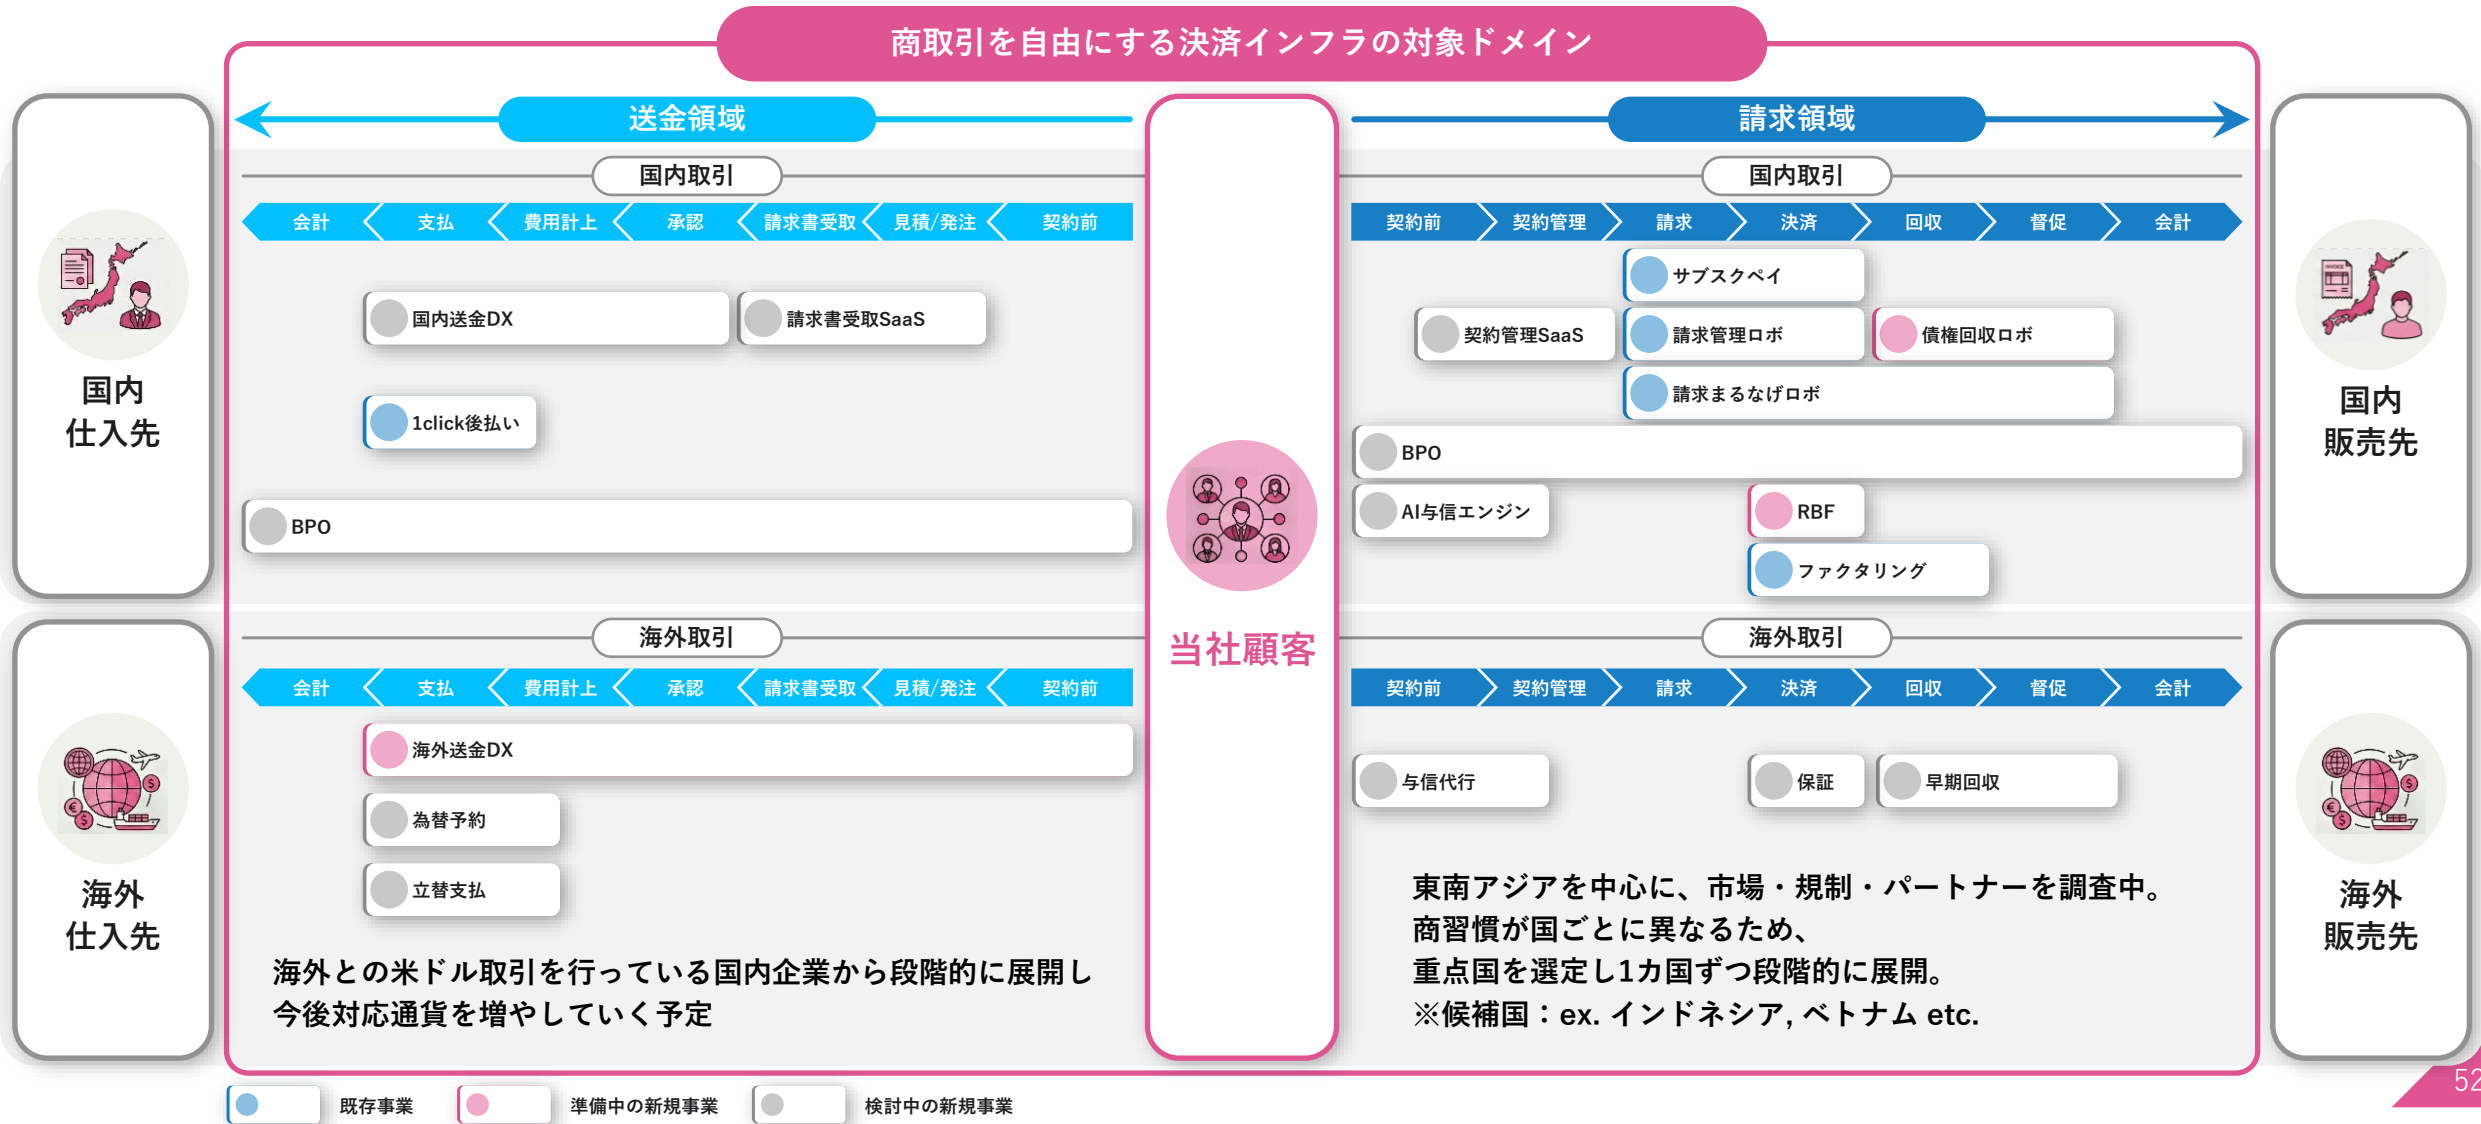 商取引を自由にする決済インフラの対象ドメイン
送金領域
請求領域
国内
仕入先
国内取引
会計
支払
費用計上
承認
請求書受取
見積/発注
契約前
国内送金DX
請求書受取SaaS
1click後払い
BPO
海外
仕入先
海外取引
会計
支払
費用計上
承認
請求書受取
見積/発注
契約前
海外送金DX
為替予約
立替支払
海外との米ドル取引を行っている国内企業から段階的に展開し
今後対応通貨を増やしていく予定
当社顧客
国内取引
契約前
契約管理
請求
決済
回収
督促
会計
サブスクペイ
契約管理SaaS
請求管理ロボ
債権回収ロボ
請求まるなげロボ
BPO
AI与信エンジン
RBF
ファクタリング
INVOICE
国内
販売先
海外取引
契約前
契約管理
請求
決済
回収
督促
会計
与信代行
保証
早期回収
東南アジアを中心に、市場・規制・パートナーを調査中。
商習慣が国ごとに異なるため、
重点国を選定し1カ国ずつ段階的に展開。
※候補国：ex. インドネシア, ベトナム etc.
海外
販売先
既存事業
準備中の新規事業
検討中の新規事業
52